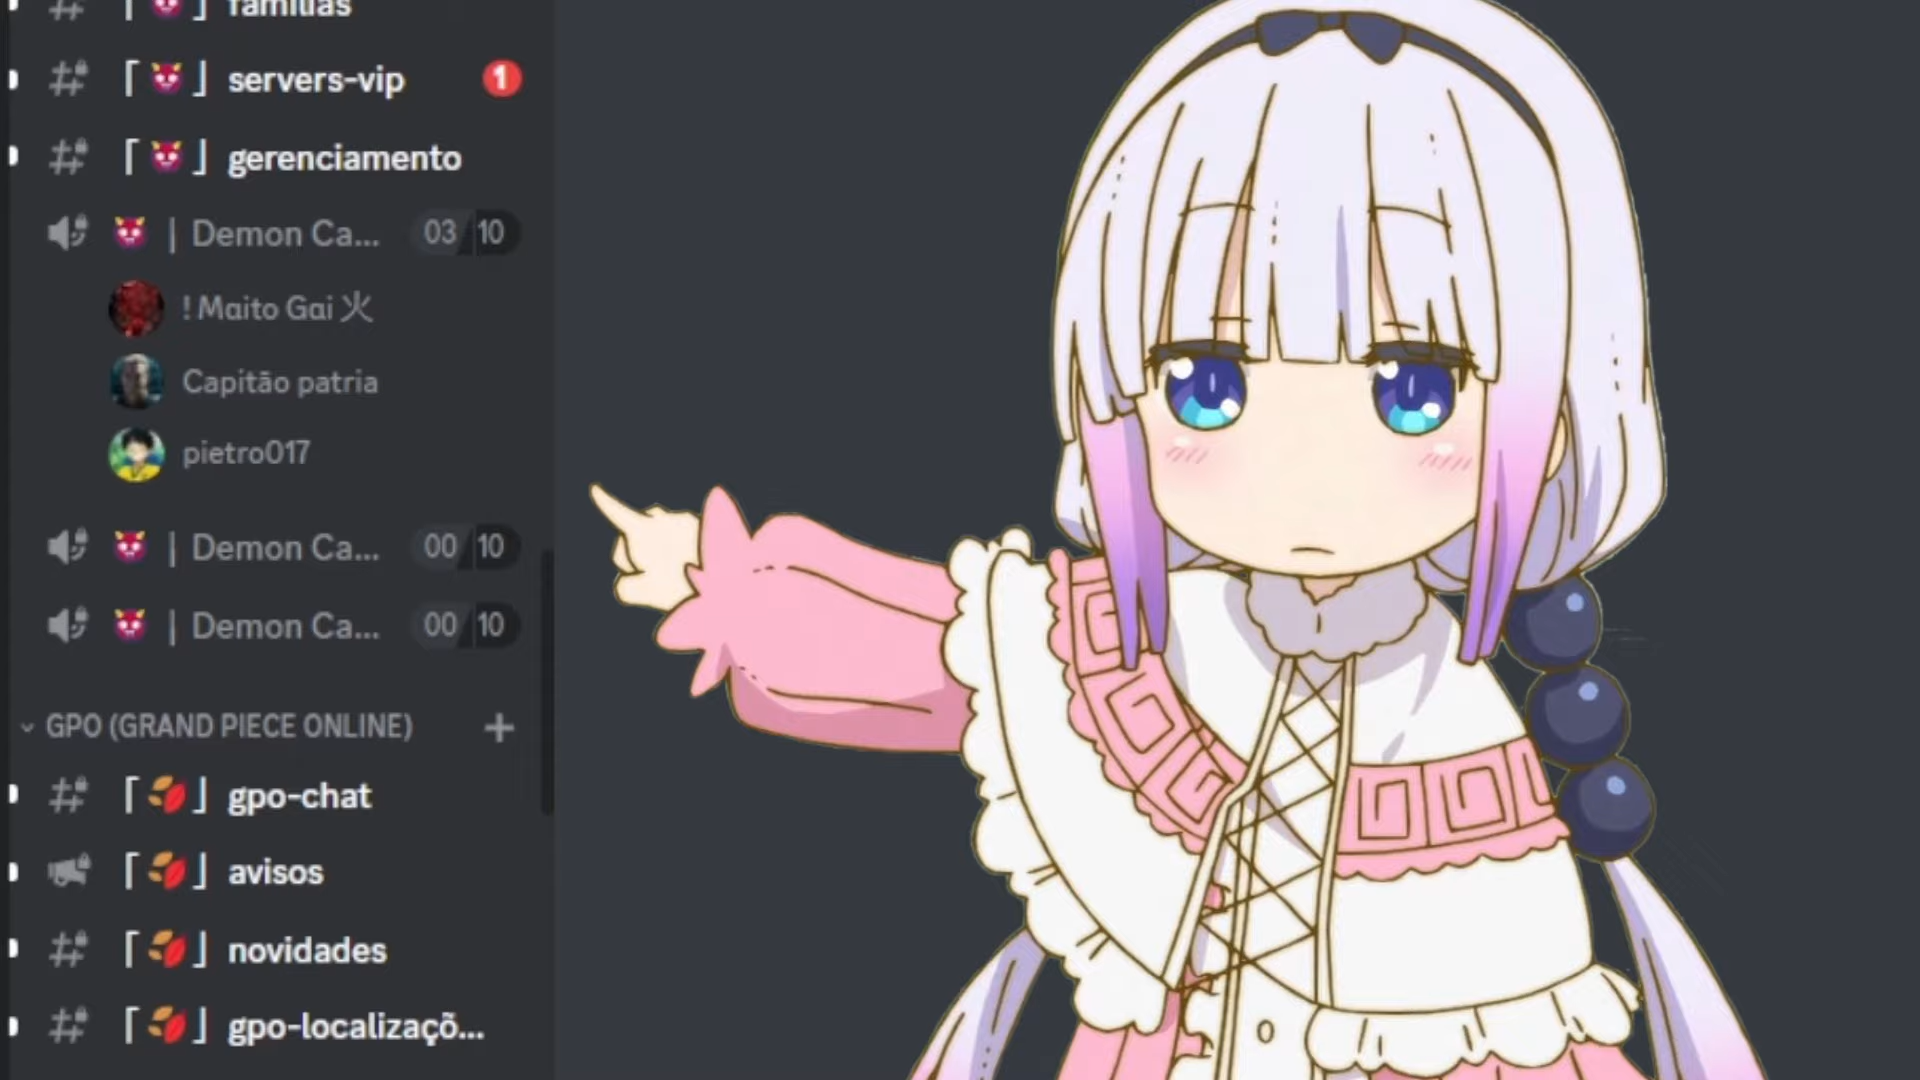 「😈」 famílias
「😈」 servers-vip 1
「😈」 gerenciamento
| Demon Ca... 03 10
! Maito Gai 火
Capitão patria
pietro017
| Demon Ca... 00 10
| Demon Ca... 00 10
GPO (GRAND PIECE ONLINE) +
「🍂」 gpo-chat
「🍂」 avisos
「🍂」 novidades
「🍂」 gpo-localizaçõ...